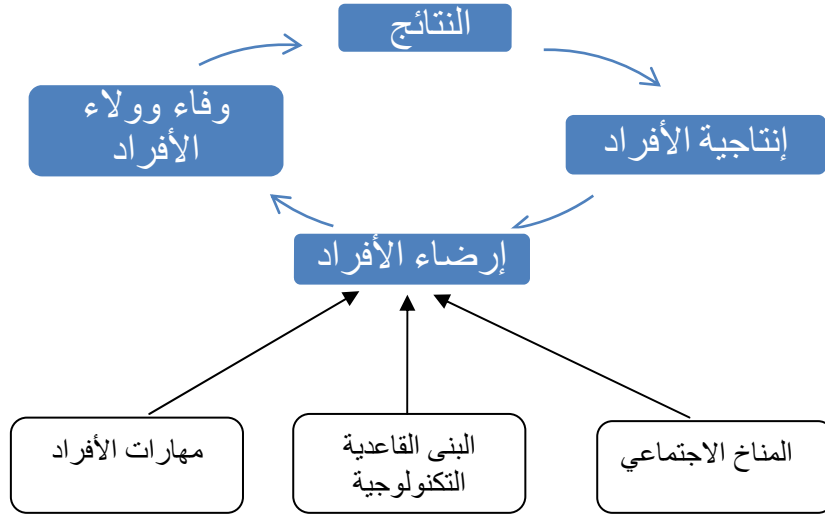 النتائج
وفاء وولاء
الأفراد
إنتاجية الأفراد
إرضاء الأفراد
المناخ الاجتماعي
البنى القاعدية
التكنولوجية
مهارات الأفراد